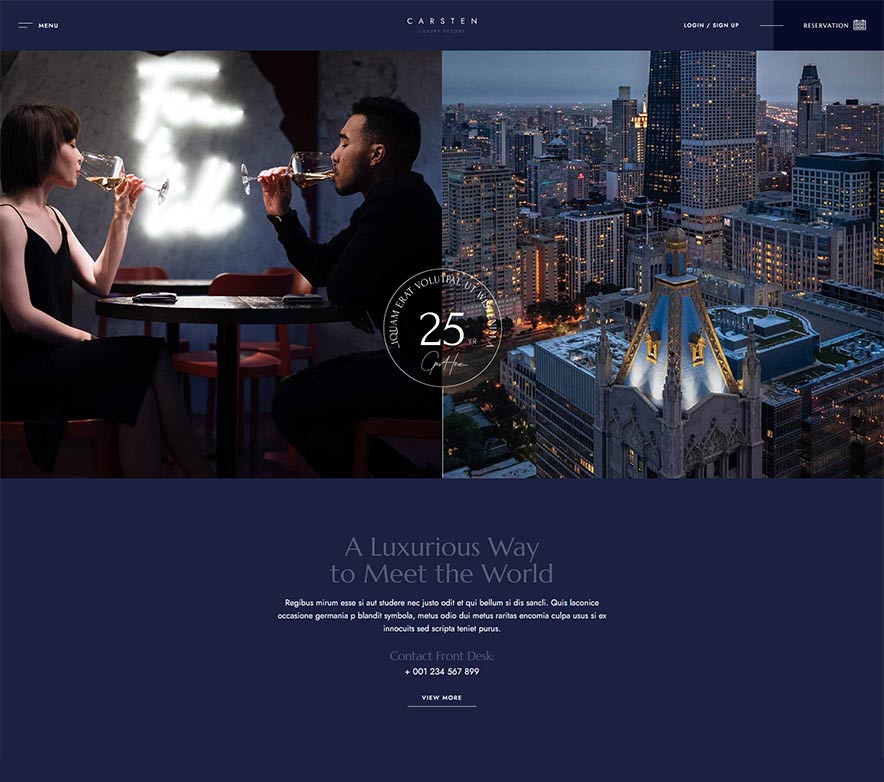 MENU
CARSTEN
LUXURY RESORT
LOGIN / SIGN UP
RESERVATION
IQUAM ERAT VOLUTPAT, UT WISI ENIM
25 YR
A Luxurious Way
to Meet the World
Regibus mirum esse si aut studere nec justo odit et qui bellum si dis sancli. Quis laconice
occasione germania p blandit symbola, metus odio dui metus raritas encomia culpa usus si ex
innocuits sed scripta teniet purus.
Contact Front Desk:
+ 001 234 567 899
VIEW MORE